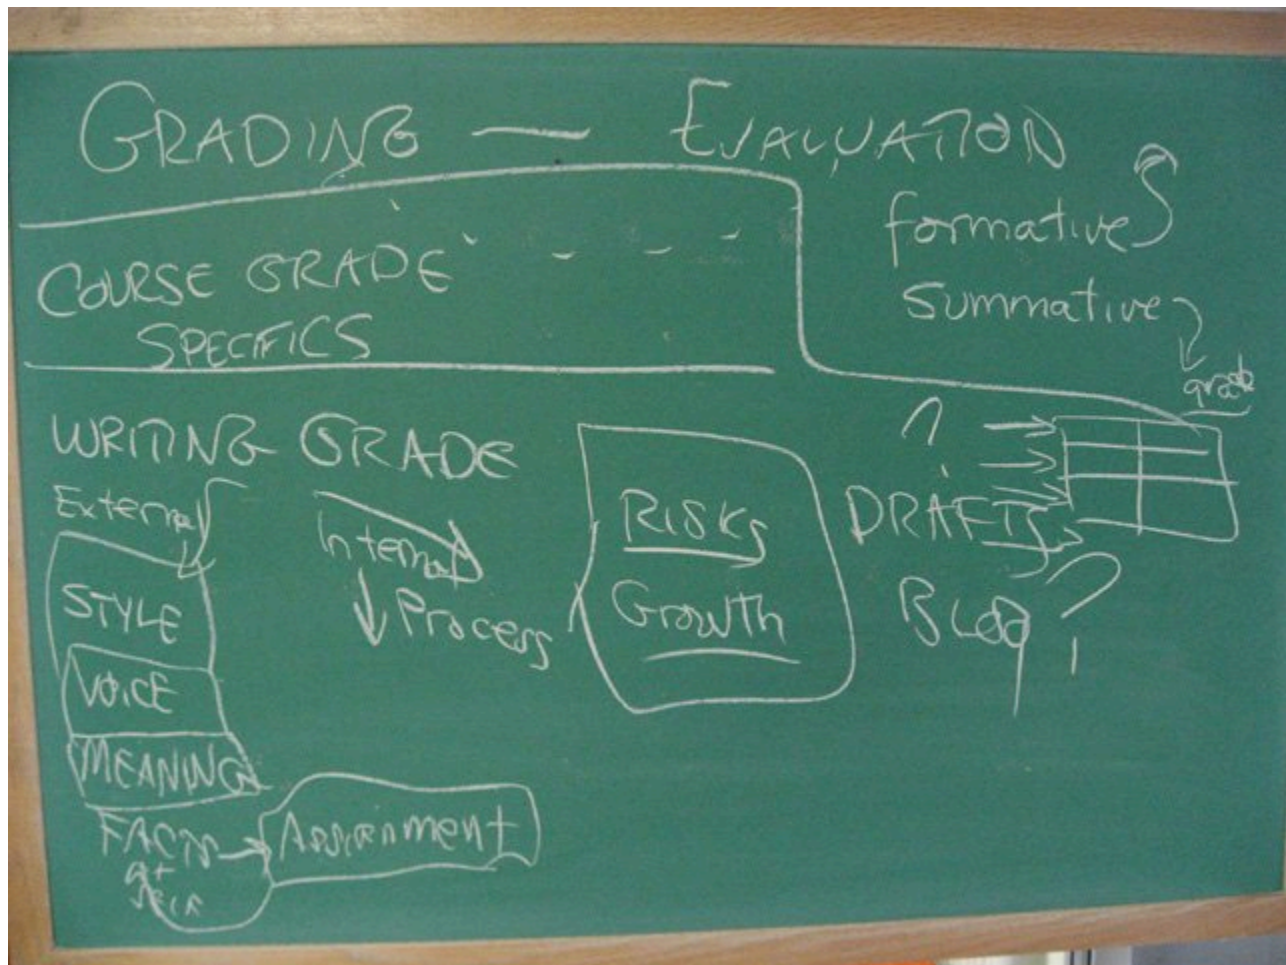 GRADING — EVALUATION
formative
summative
grade
COURSE GRADE
SPECIFICS
WRITING GRADE
External
Internal
Process
STYLE
VOICE
MEANING
FACTS
Assignment
Risks
Growth
?
DRAFTS
BLOG?